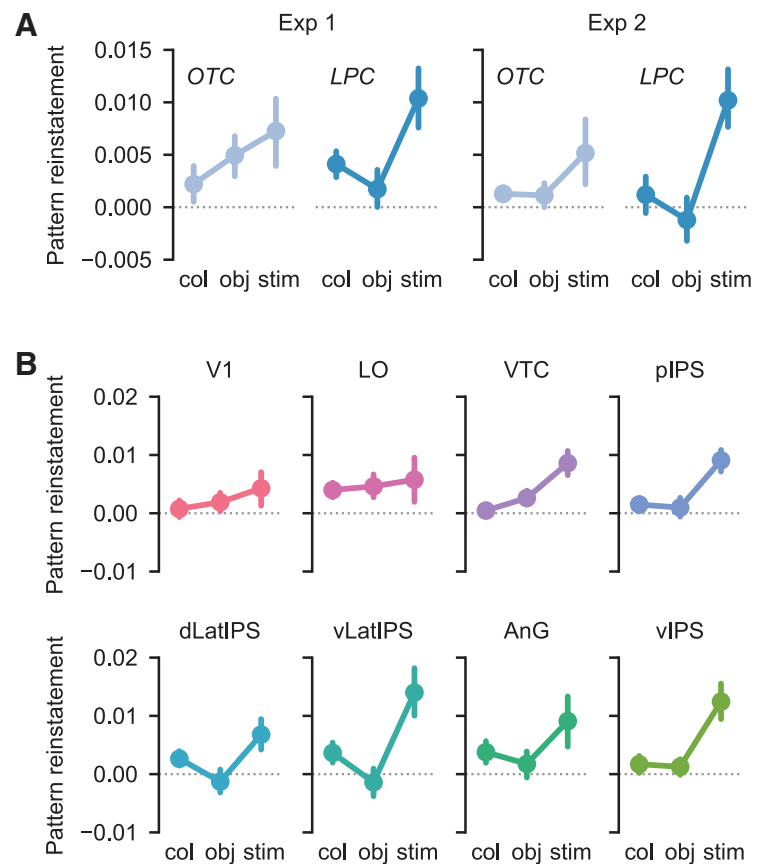 A
Exp 1
Exp 2
Pattern reinstatement
0.015
0.010
0.005
0.000
−0.005
OTC
LPC
OTC
LPC
col obj stim
col obj stim
col obj stim
col obj stim
B
V1
LO
VTC
pIPS
Pattern reinstatement
0.02
0.01
0.00
−0.01
dLatIPS
vLatIPS
AnG
vIPS
Pattern reinstatement
0.02
0.01
0.00
−0.01
col obj stim
col obj stim
col obj stim
col obj stim